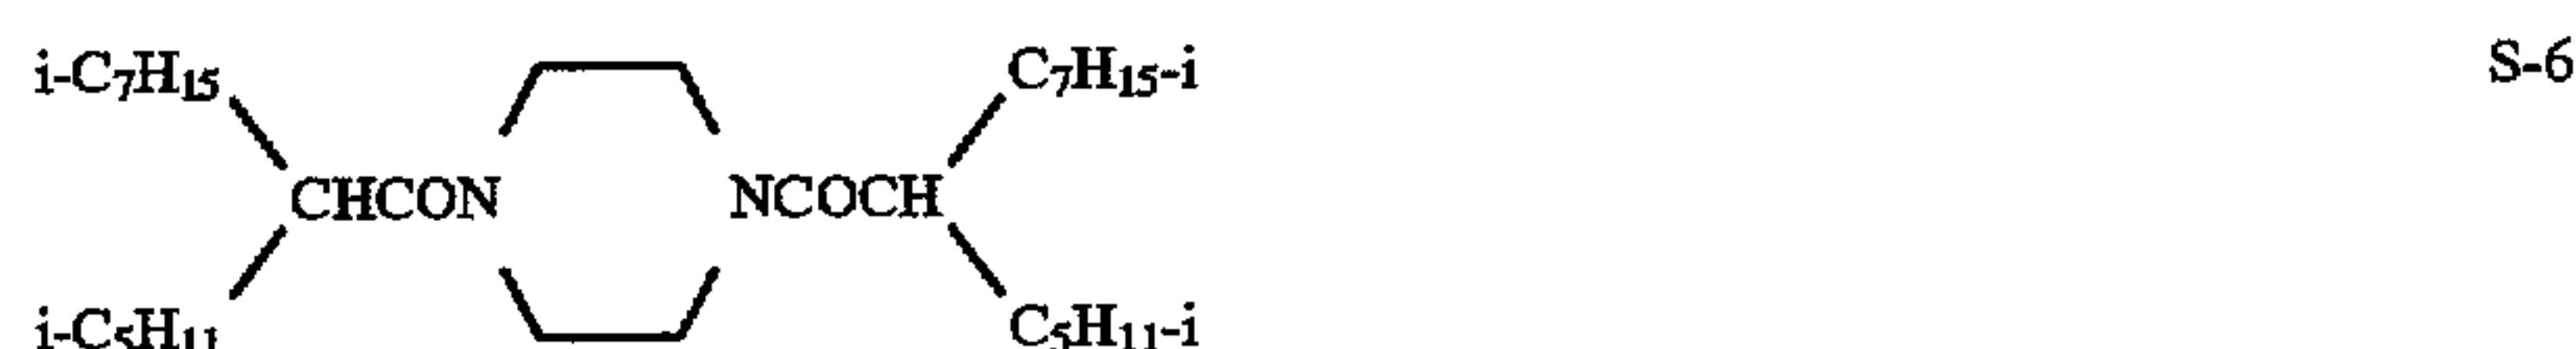 i-C₇H₁₅ C₇H₁₅-i S-6
CHCON NCOCH
i-C₅H₁₁ C₅H₁₁-i